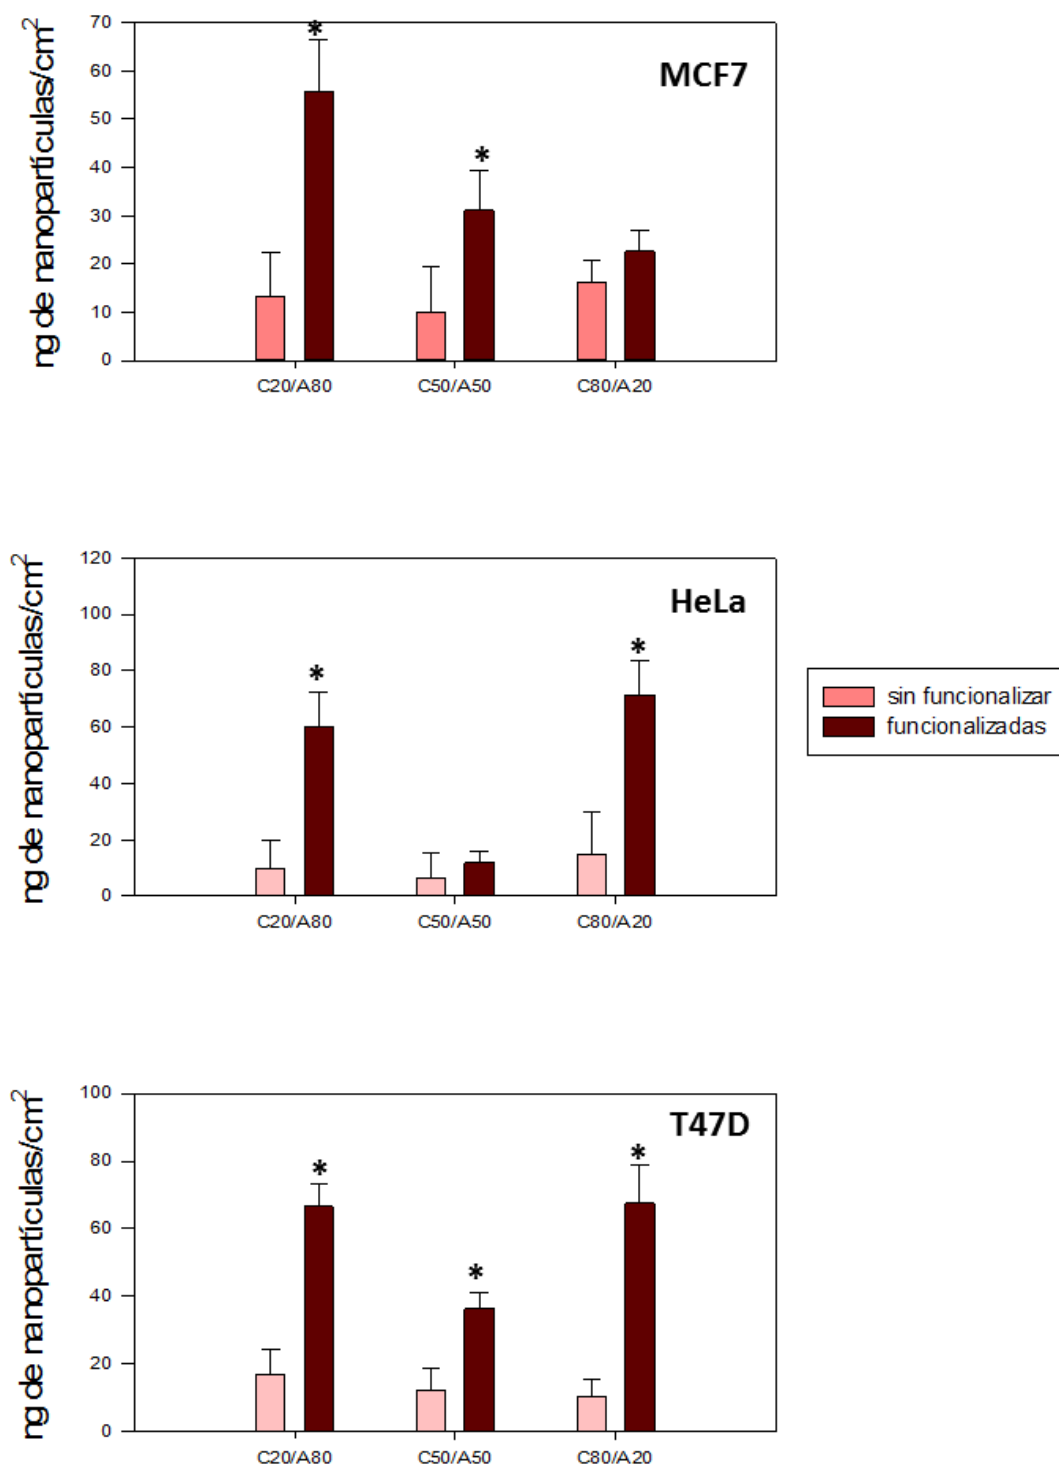 MCF7
ng de nanopartículas/cm²
70
60
50
40
30
20
10
0
*
*
C20/A80
C50/A50
C80/A20
HeLa
ng de nanopartículas/cm²
120
100
80
60
40
20
0
*
*
C20/A80
C50/A50
C80/A20
sin funcionalizar
funcionalizadas
T47D
ng de nanopartículas/cm²
100
80
60
40
20
0
*
*
*
C20/A80
C50/A50
C80/A20